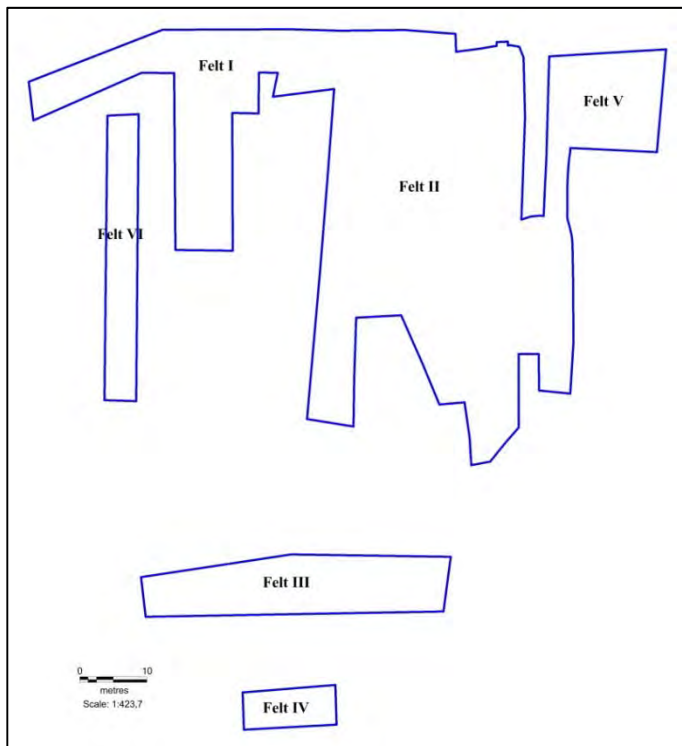 Felt I
Felt V
Felt II
Felt VI
Felt III
0 10
metres
Scale: 1:423,7
Felt IV